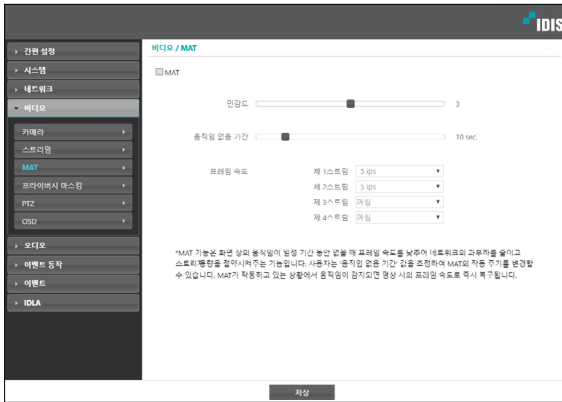 IDIS
간편 설정
시스템
네트워크
비디오
카메라
스트리밍
MAT
프라이버시 마스킹
PTZ
OSD
오디오
이벤트 동작
이벤트
IDLA
비디오 / MAT
MAT
민감도 3
움직임 없음 기간 10 sec.
프레임 속도 제 1스트림 5 ips
제 2스트림 5 ips
제 3스트림 꺼짐
제 4스트림 꺼짐
*MAT 기능은 화면 상의 움직임이 일정 기간 동안 없을 때 프레임 속도를 낮추어 네트워크의 과부하를 줄이고
스토리지 용량을 절약시켜주는 기능입니다. 사용자는 '움직임 없음 기간' 값을 조정하여 MAT의 작동 주기를 변경할
수 있습니다. MAT가 작동하고 있는 상황에서 움직임이 감지되면 평상 시의 프레임 속도로 즉시 복구됩니다.
저장